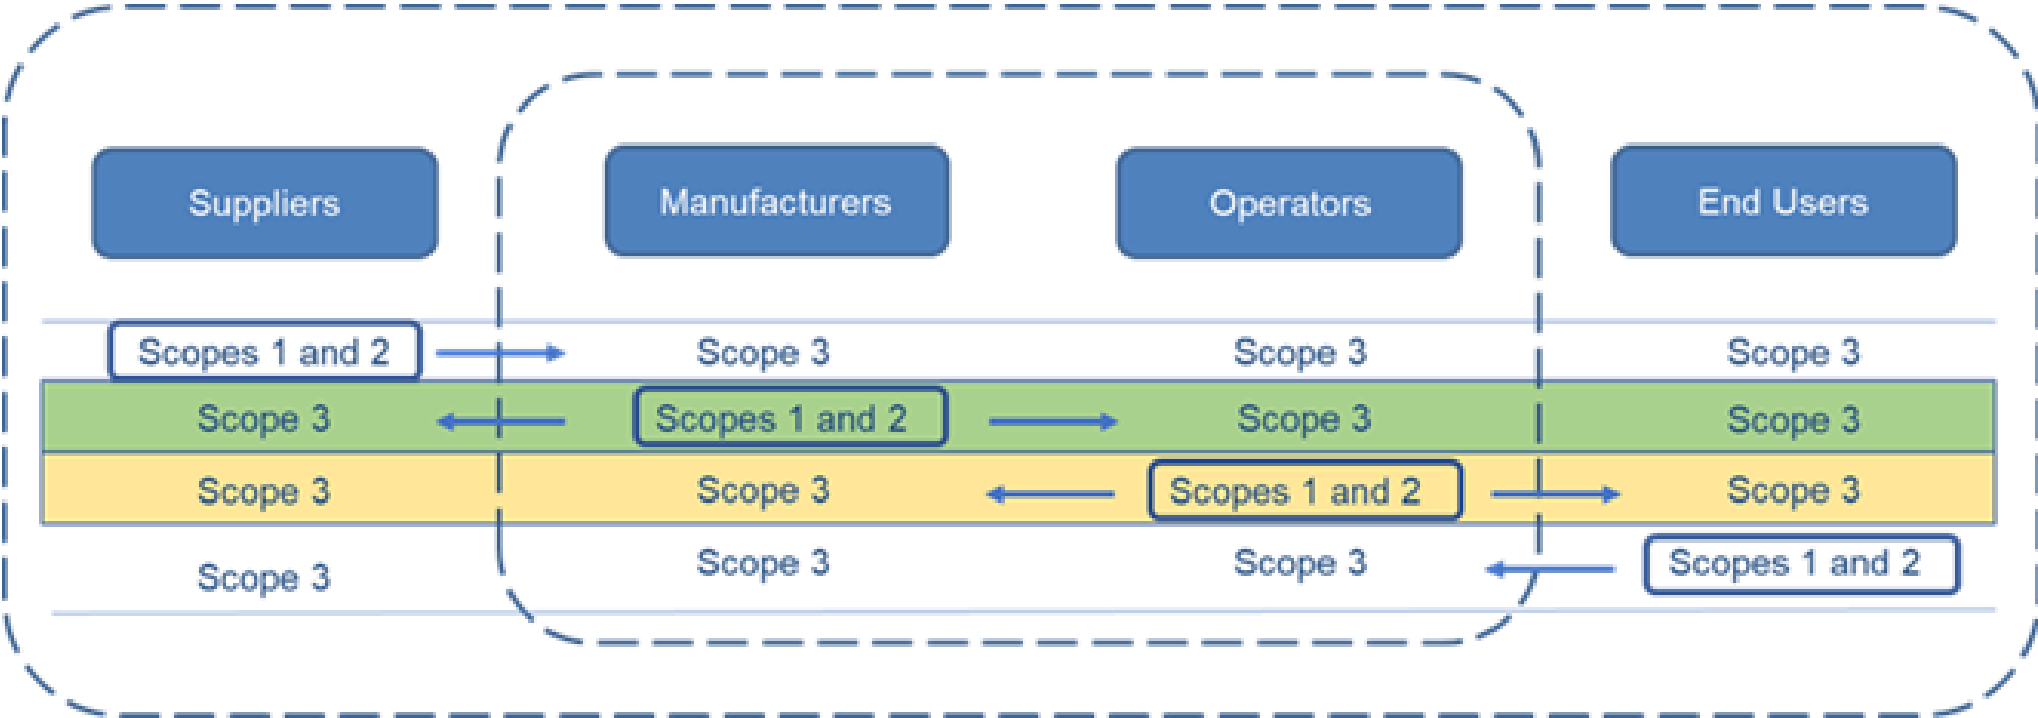 Suppliers Manufacturers Operators End Users
Scopes 1 and 2 Scope 3 Scope 3 Scope 3
Scope 3 Scopes 1 and 2 Scope 3 Scope 3
Scope 3 Scope 3 Scopes 1 and 2 Scope 3
Scope 3 Scope 3 Scope 3 Scopes 1 and 2